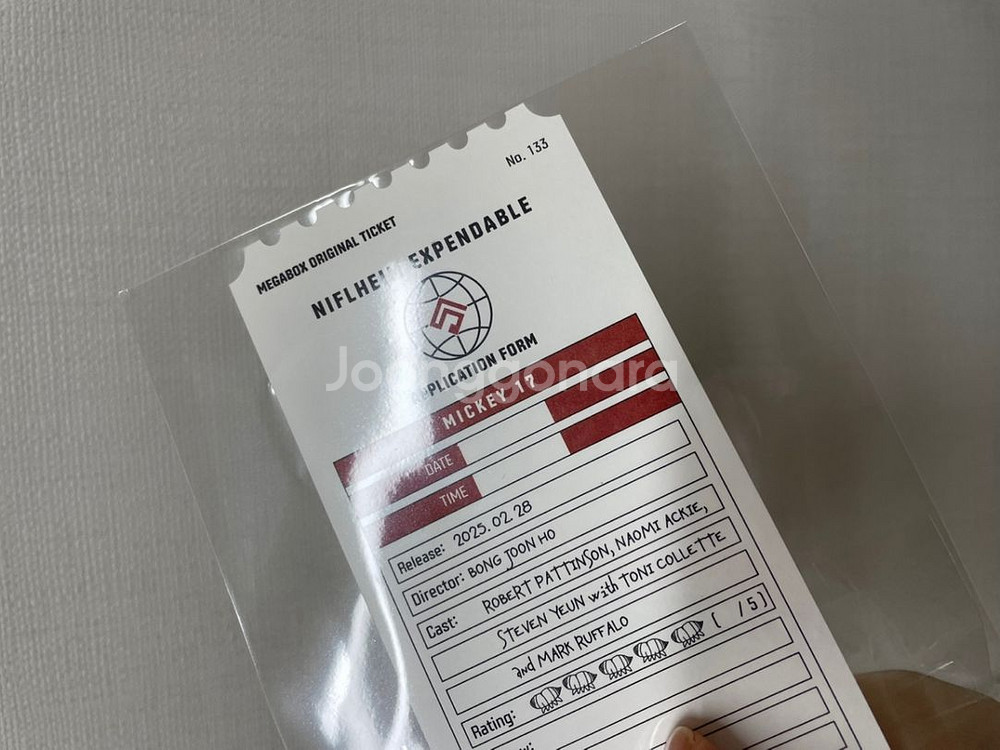 No. 133
MEGABOX ORIGINAL TICKET
NIFLHEIM EXPENDABLE
APPLICATION FORM
Joonggonara
MICKEY 17
DATE
TIME
Release: 2025.02.28
Director: BONG JOON HO
Cast: ROBERT PATTINSON, NAOMI ACKIE,
STEVEN YEUN with TONI COLLETTE
and MARK RUFFALO
Rating: ( /5)